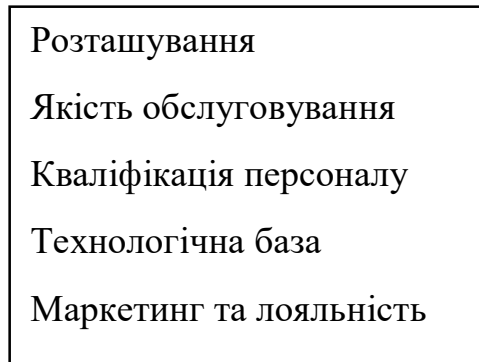 Розташування
Якість обслуговування
Кваліфікація персоналу
Технологічна база
Маркетинг та лояльність